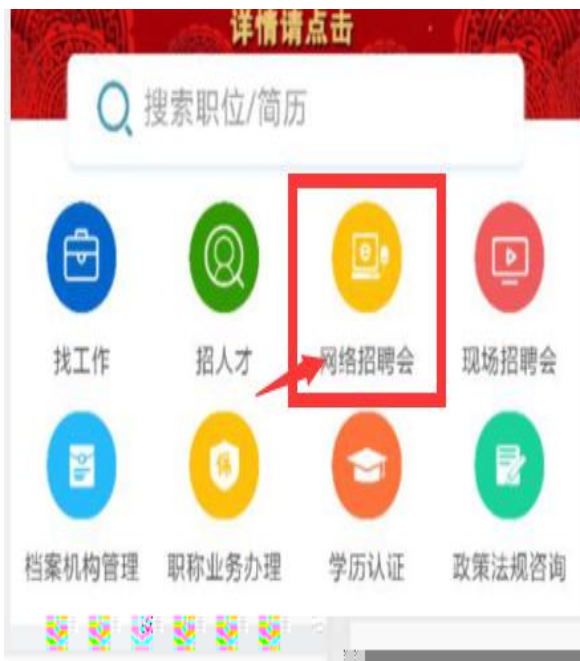 详情请点击
搜索职位/简历
找工作 招人才 网络招聘会 现场招聘会
保
档案机构管理 职称业务办理 学历认证 政策法规咨询